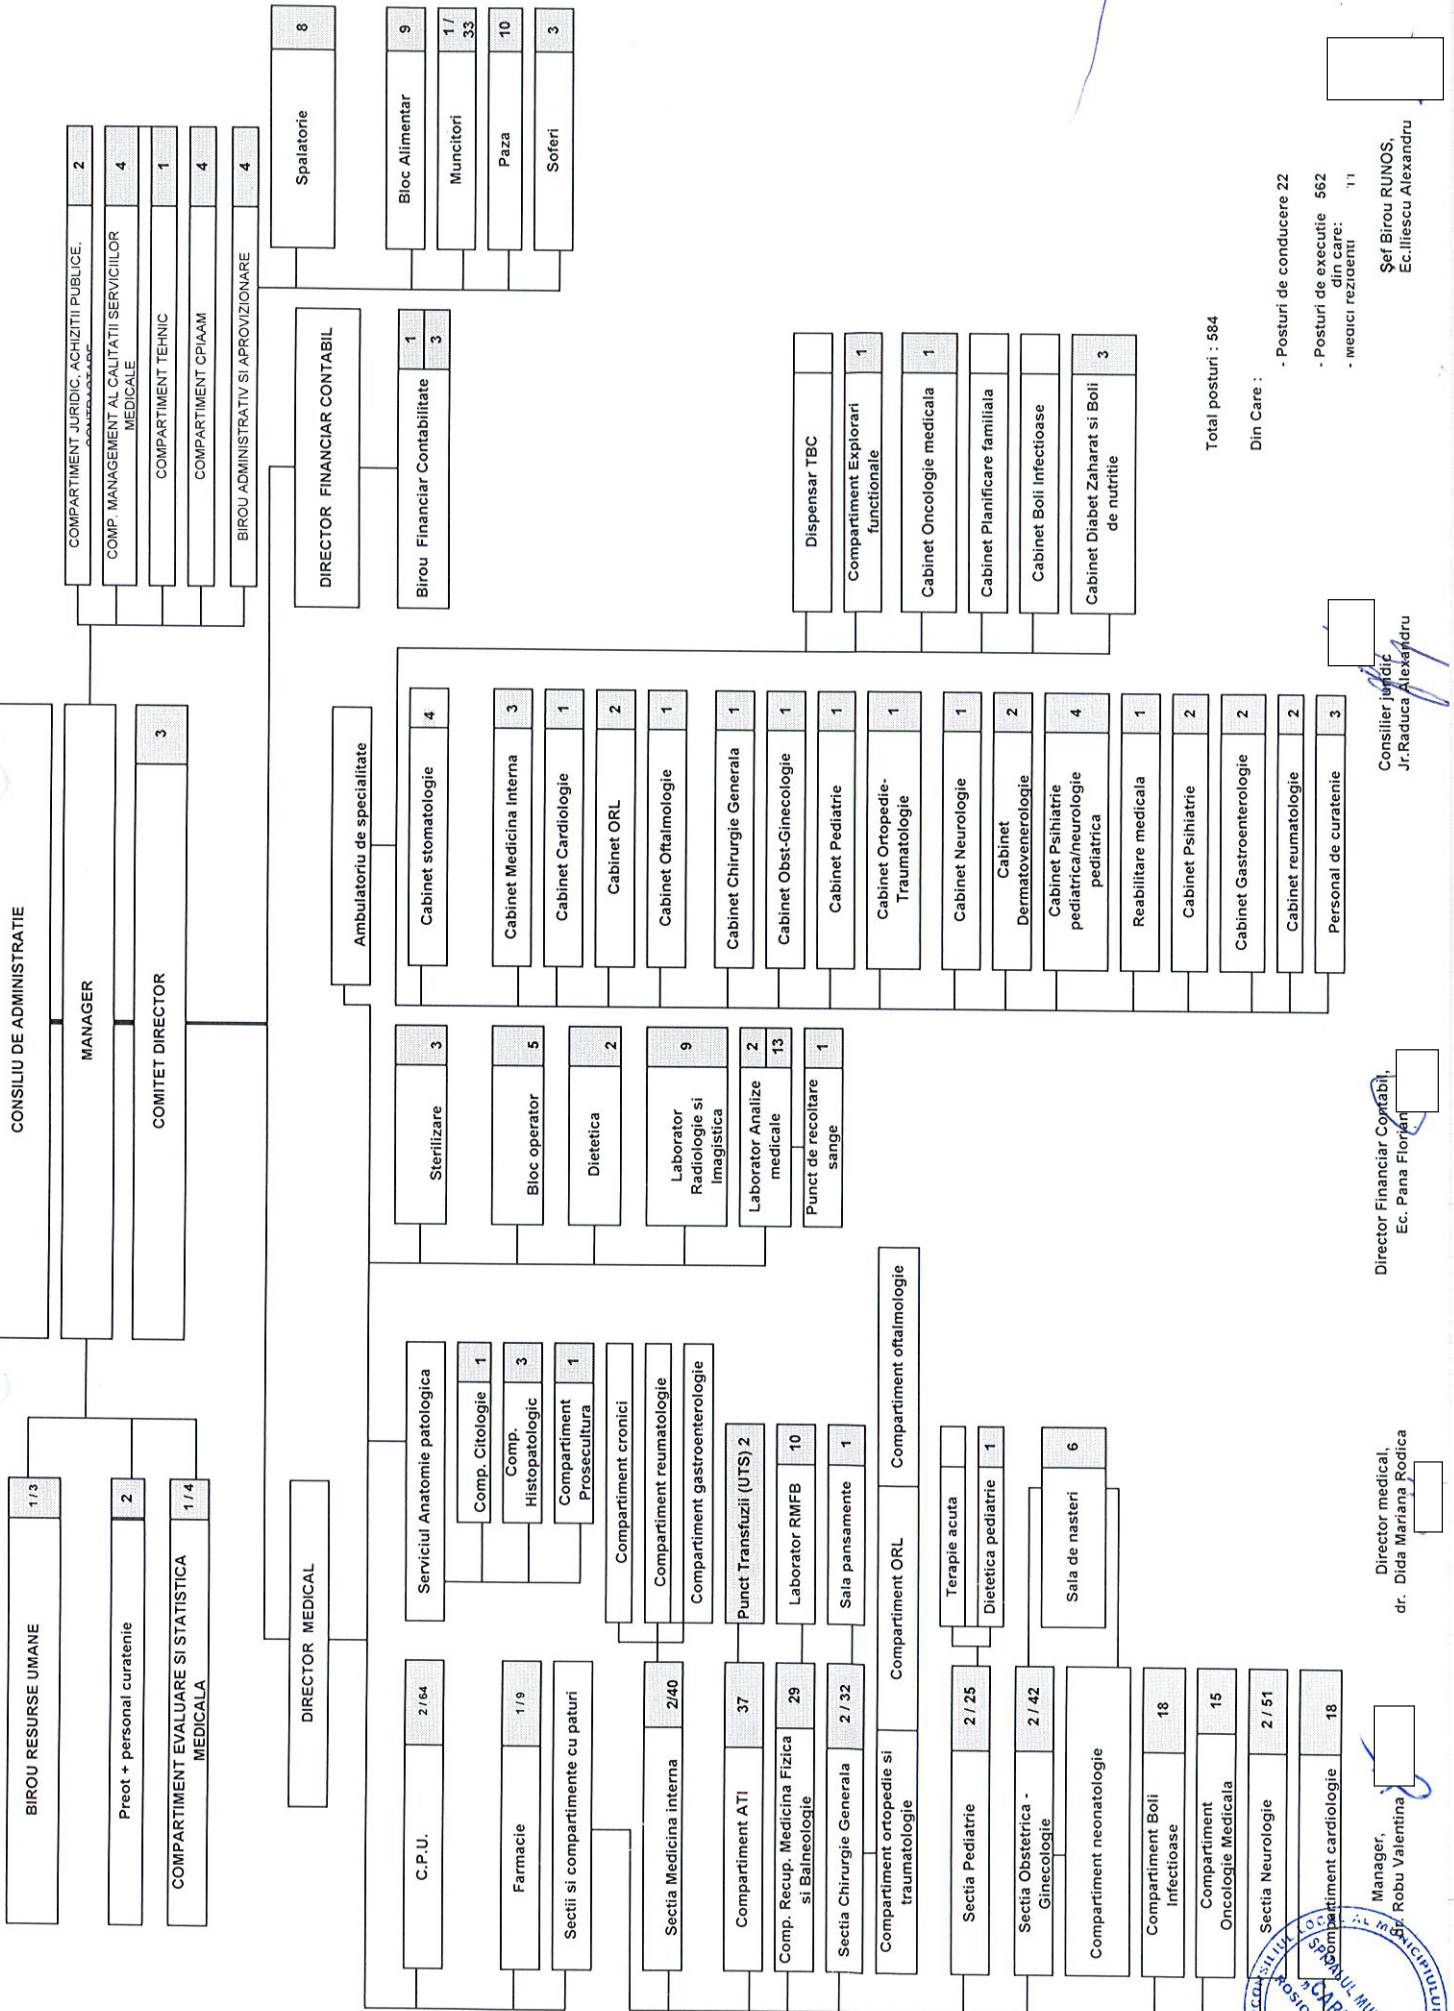 CONSILIU DE ADMINISTRATIE
MANAGER
COMITET DIRECTOR
3
BIROU RESURSE UMANE
1/3
Preot + personal curatenie
2
COMPARTIMENT EVALUARE SI STATISTICA
MEDICALA
1/4
COMPARTIMENT JURIDIC, ACHIZITII PUBLICE,
2
COMP. MANAGEMENT AL CALITATII SERVICIILOR
MEDICALE
4
COMPARTIMENT TEHNIC
1
COMPARTIMENT CPIAAM
4
BIROU ADMINISTRATIV SI APROVIZIONARE
4
Spalatorie
8
Bloc Alimentar
9
Muncitori
1 /
33
Paza
10
Soferi
3
DIRECTOR MEDICAL
DIRECTOR FINANCIAR CONTABIL
Birou Financiar Contabilitate
1
3
C.P.U.
2/64
Farmacie
1/9
Sectii si compartimente cu paturi
Sectia Medicina interna
2/40
Compartiment ATI
37
Comp. Recup. Medicina Fizica
si Balneologie
29
Sectia Chirurgie Generala
2 / 32
Compartiment ortopedie si
traumatologie
Compartiment ORL
Compartiment oftalmologie
Sectia Pediatrie
2 / 25
Sectia Obstetrica -
Ginecologie
2 / 42
Compartiment neonatologie
Compartiment Boli
Infectioase
18
Compartiment
Oncologie Medicala
15
Sectia Neurologie
2 / 51
Compartiment cardiologie
18
Serviciul Anatomie patologica
Comp. Citologie
1
Comp.
Histopatologic
3
Compartiment
Prosecultura
1
Compartiment cronici
Compartiment reumatologie
Compartiment gastroenterologie
Punct Transfuzii (UTS) 2
Laborator RMFB
10
Sala pansamente
1
Terapie acuta
Dietetica pediatrie
1
Sala de nasteri
6
Sterilizare
3
Bloc operator
5
Dietetica
2
Laborator
Radiologie si
Imagistica
9
Laborator Analize
medicale
2
13
Punct de recoltare
sange
1
Ambulatoriu de specialitate
Cabinet stomatologie
4
Cabinet Medicina Interna
3
Cabinet Cardiologie
1
Cabinet ORL
2
Cabinet Oftalmologie
1
Cabinet Chirurgie Generala
1
Cabinet Obst-Ginecologie
1
Cabinet Pediatrie
1
Cabinet Ortopedie-
Traumatologie
1
Cabinet Neurologie
1
Cabinet
Dermatovenerologie
2
Cabinet Psihiatrie
pediatrica/neurologie
pediatrica
4
Reabilitare medicala
1
Cabinet Psihiatrie
2
Cabinet Gastroenterologie
2
Cabinet reumatologie
2
Personal de curatenie
3
Dispensar TBC
Compartiment Explorari
functionale
1
Cabinet Oncologie medicala
1
Cabinet Planificare familiala
Cabinet Boli Infectioase
Cabinet Diabet Zaharat si Boli
de nutritie
3
Total posturi : 584
Din Care :
- Posturi de conducere 22
- Posturi de executie 562
din care:
- Medici rezidenti 11
Manager,
Dr. Robu Valentina
Director medical,
dr. Dida Mariana Rodica
Director Financiar Contabil,
Ec. Pana Florian
Consilier juridic
Jr.Raduca Alexandru
Şef Birou RUNOS,
Ec.Iliescu Alexandru